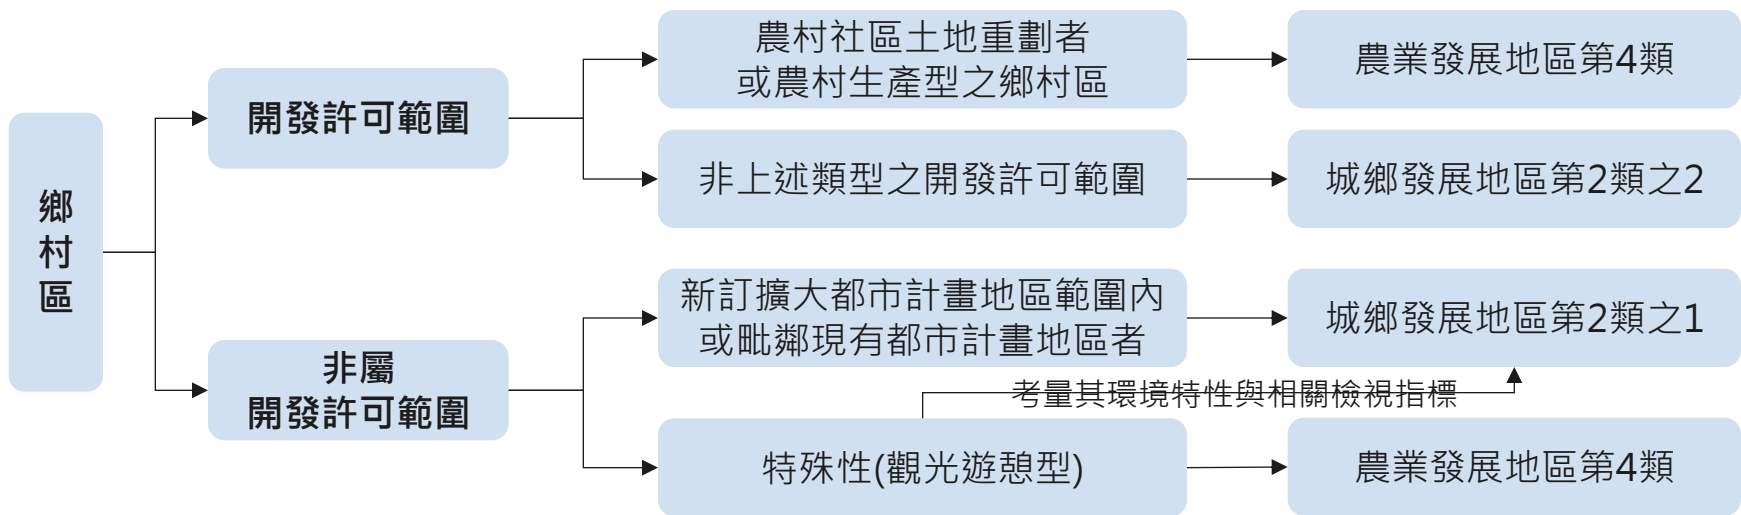 鄉
村
區
開發許可範圍
農村社區土地重劃者
或農村生產型之鄉村區
農業發展地區第4類
非上述類型之開發許可範圍
城鄉發展地區第2類之2
非屬
開發許可範圍
新訂擴大都市計畫地區範圍內
或毗鄰現有都市計畫地區者
城鄉發展地區第2類之1
考量其環境特性與相關檢視指標
特殊性(觀光遊憩型)
農業發展地區第4類